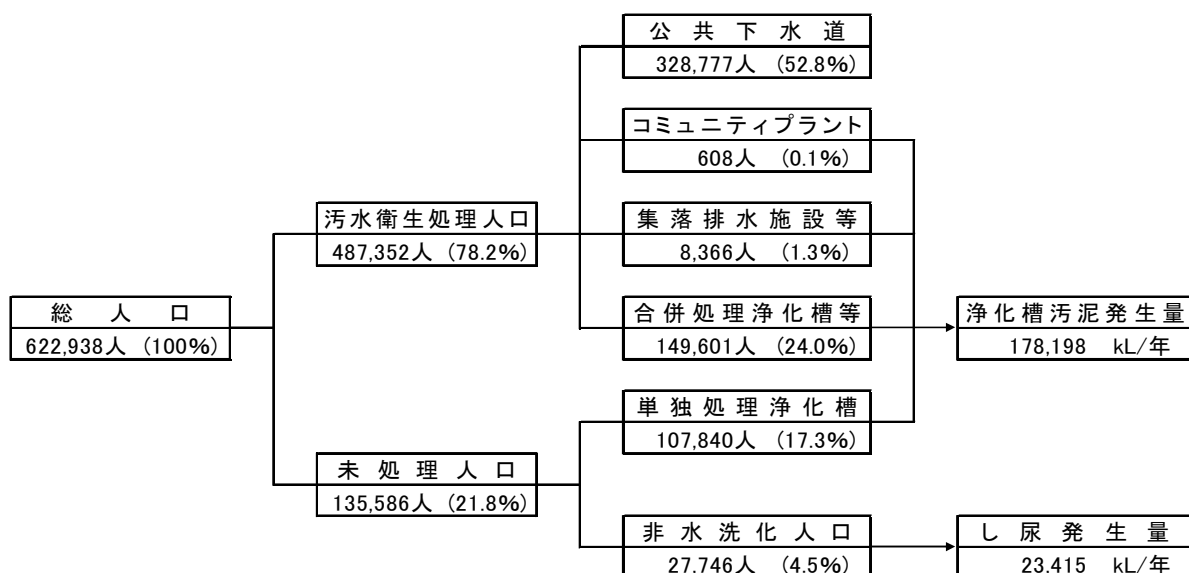 公共下水道
328,777人 (52.8%)
コミュニティプラント
608人 (0.1%)
汚水衛生処理人口
487,352人 (78.2%)
集落排水施設等
8,366人 (1.3%)
総人口
622,938人 (100%)
合併処理浄化槽等
149,601人 (24.0%)
浄化槽汚泥発生量
178,198 kL/年
単独処理浄化槽
107,840人 (17.3%)
未処理人口
135,586人 (21.8%)
非水洗化人口
27,746人 (4.5%)
し尿発生量
23,415 kL/年